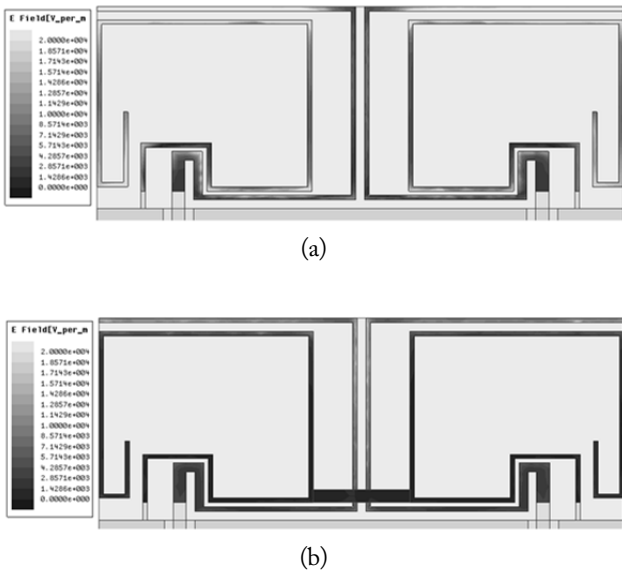 E Field[V_per_m
2.0000e+004
1.8571e+004
1.7143e+004
1.5714e+004
1.4286e+004
1.2857e+004
1.1429e+004
1.0000e+004
8.5714e+003
7.1429e+003
5.7143e+003
4.2857e+003
2.8571e+003
1.4286e+003
0.0000e+000
(a)
E Field[V_per_m
2.0000e+004
1.8571e+004
1.7143e+004
1.5714e+004
1.4286e+004
1.2857e+004
1.1429e+004
1.0000e+004
8.5714e+003
7.1429e+003
5.7143e+003
4.2857e+003
2.8571e+003
1.4286e+003
0.0000e+000
(b)